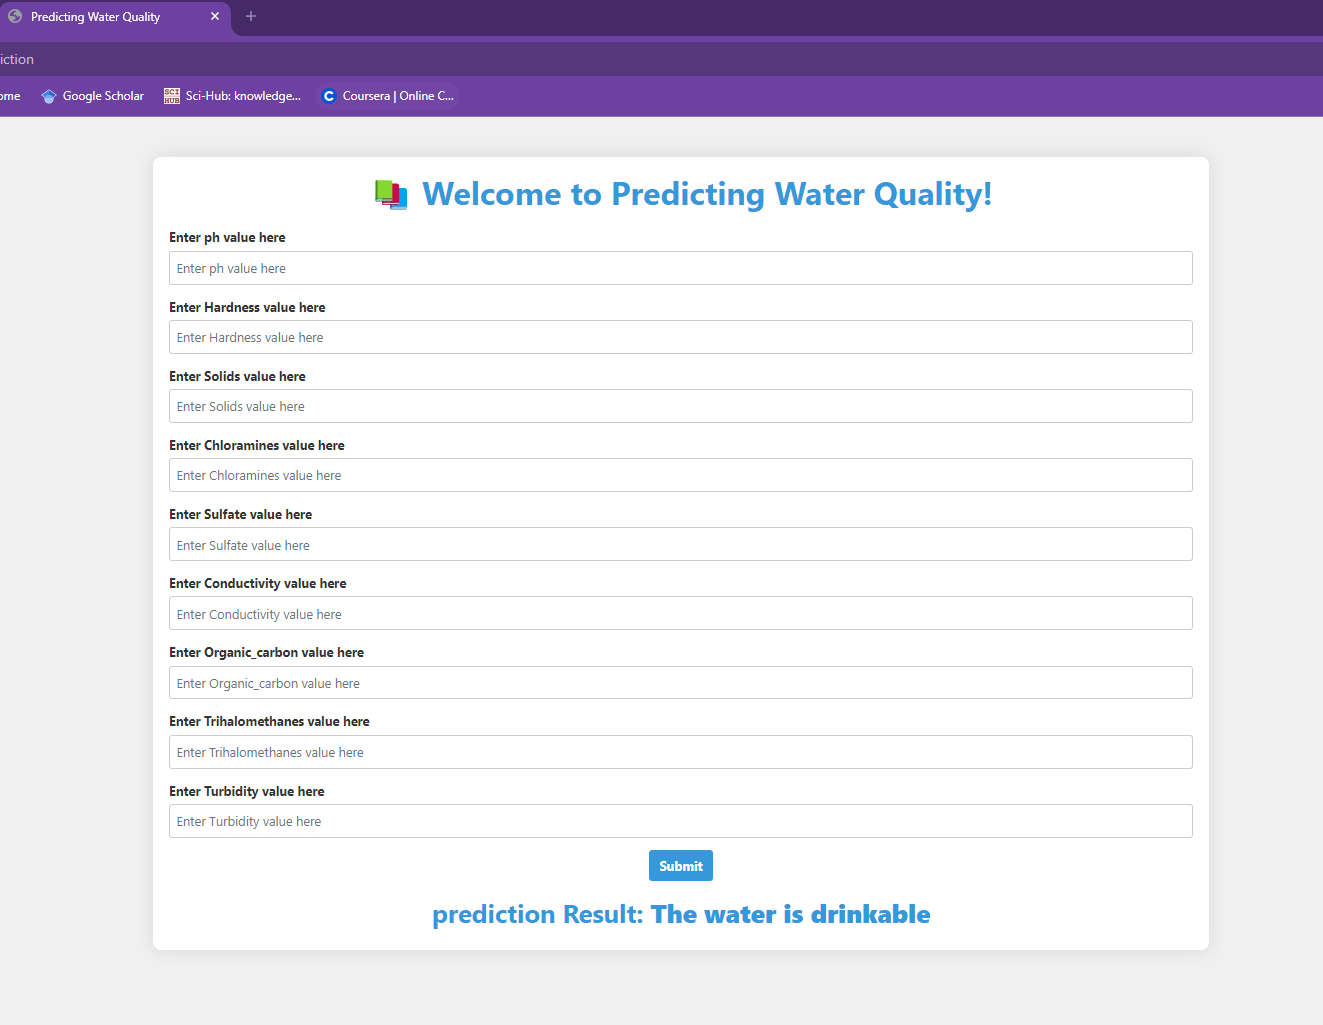 Predicting Water Quality
iction
ome Google Scholar Sci-Hub: knowledge... Coursera | Online C...
Welcome to Predicting Water Quality!
Enter ph value here
Enter ph value here
Enter Hardness value here
Enter Hardness value here
Enter Solids value here
Enter Solids value here
Enter Chloramines value here
Enter Chloramines value here
Enter Sulfate value here
Enter Sulfate value here
Enter Conductivity value here
Enter Conductivity value here
Enter Organic_carbon value here
Enter Organic_carbon value here
Enter Trihalomethanes value here
Enter Trihalomethanes value here
Enter Turbidity value here
Enter Turbidity value here
Submit
prediction Result: The water is drinkable